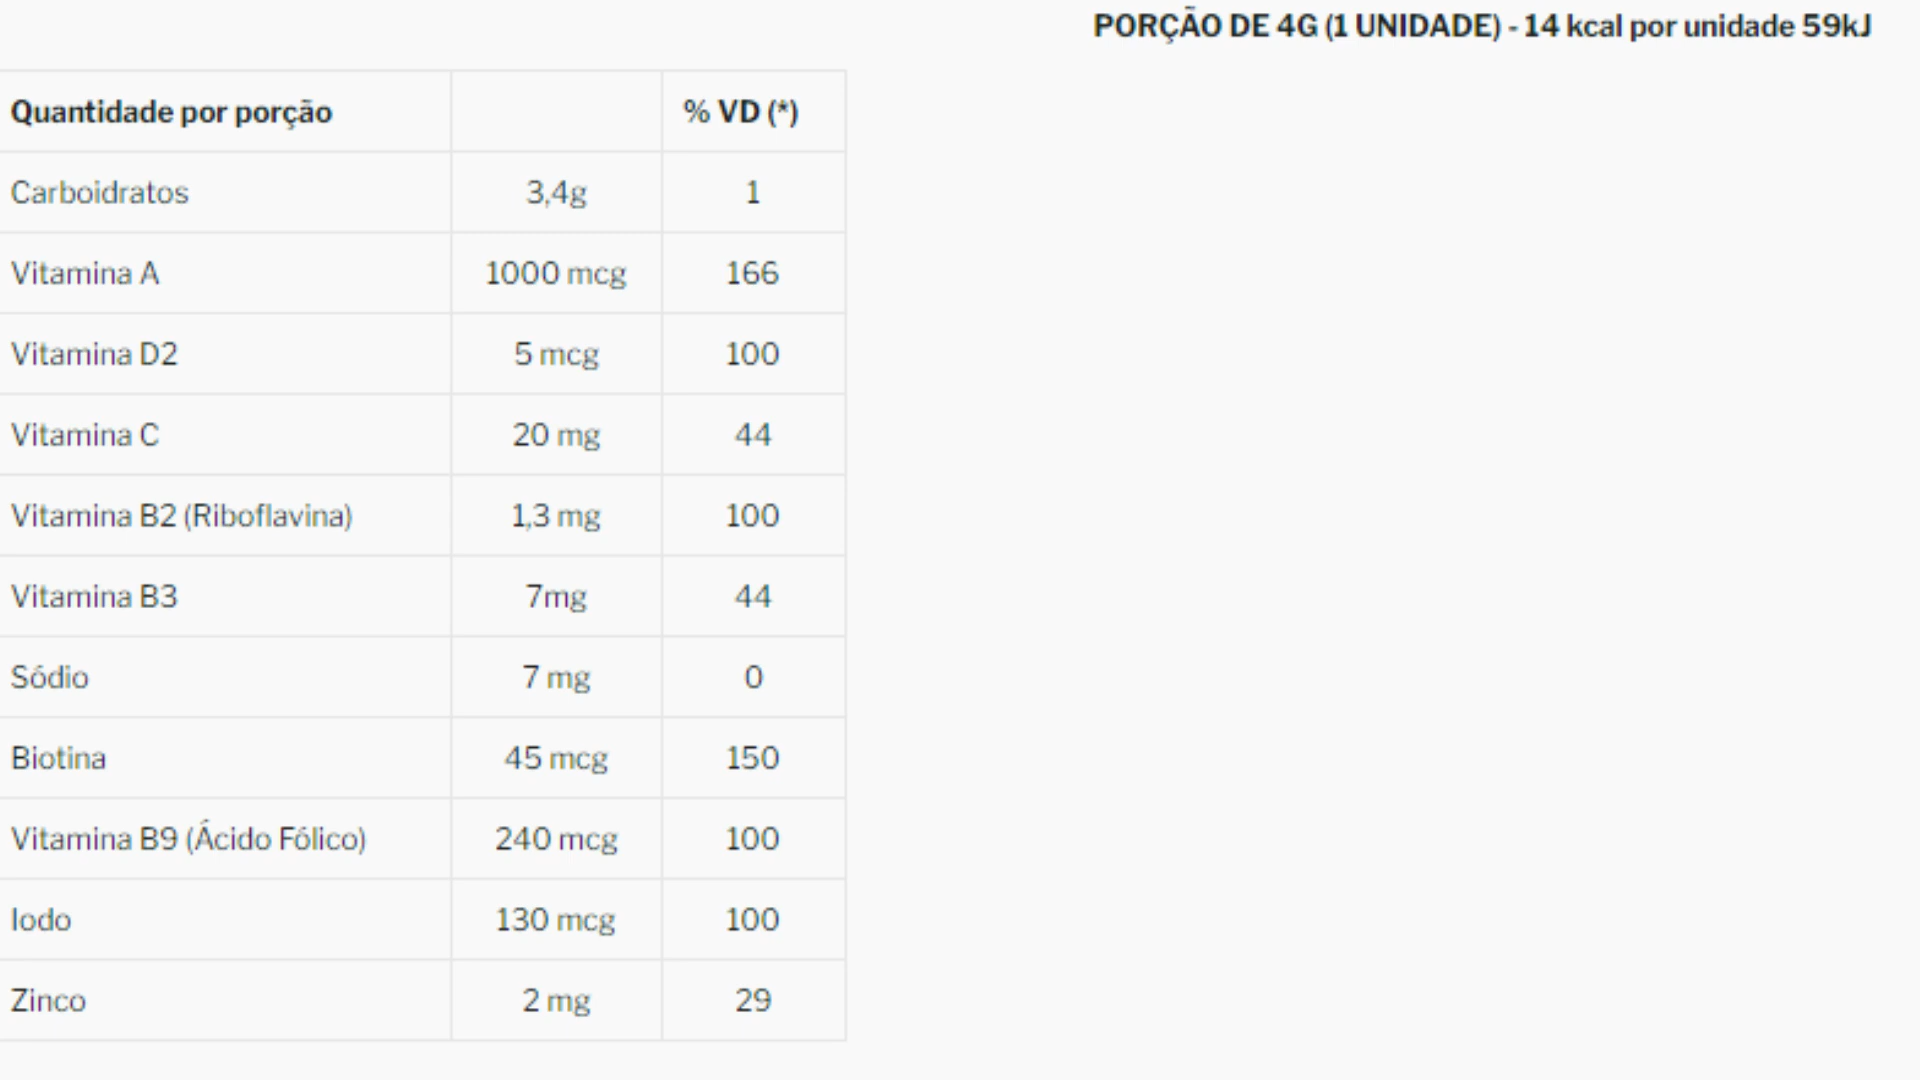 PORÇÃO DE 4G (1 UNIDADE) - 14 kcal por unidade 59kJ
Quantidade por porção % VD (*)
Carboidratos 3,4g 1
Vitamina A 1000 mcg 166
Vitamina D2 5 mcg 100
Vitamina C 20 mg 44
Vitamina B2 (Riboflavina) 1,3 mg 100
Vitamina B3 7mg 44
Sódio 7 mg 0
Biotina 45 mcg 150
Vitamina B9 (Ácido Fólico) 240 mcg 100
Iodo 130 mcg 100
Zinco 2 mg 29